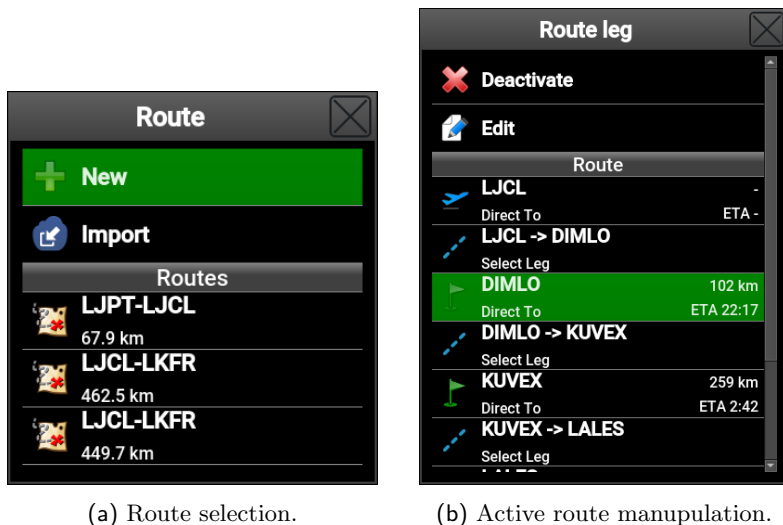 Route
New
Import
Routes
LJPT-LJCL
67.9 km
LJCL-LKFR
462.5 km
LJCL-LKFR
449.7 km
(a) Route selection.
Route leg
Deactivate
Edit
Route
LJCL -
Direct To ETA -
LJCL -> DIMLO
Select Leg
DIMLO 102 km
Direct To ETA 22:17
DIMLO -> KUVEX
Select Leg
KUVEX 259 km
Direct To ETA 2:42
KUVEX -> LALES
Select Leg
(b) Active route manupulation.